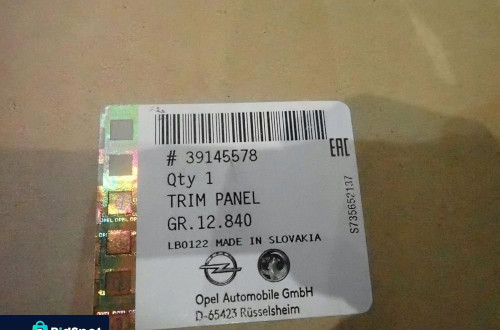 # 39145578
Qty 1
TRIM PANEL
GR.12.840
LB0122 MADE IN SLOVAKIA
Opel Automobile GmbH
D-65423 Rüsselsheim
EAC
S735652137
BidSpot